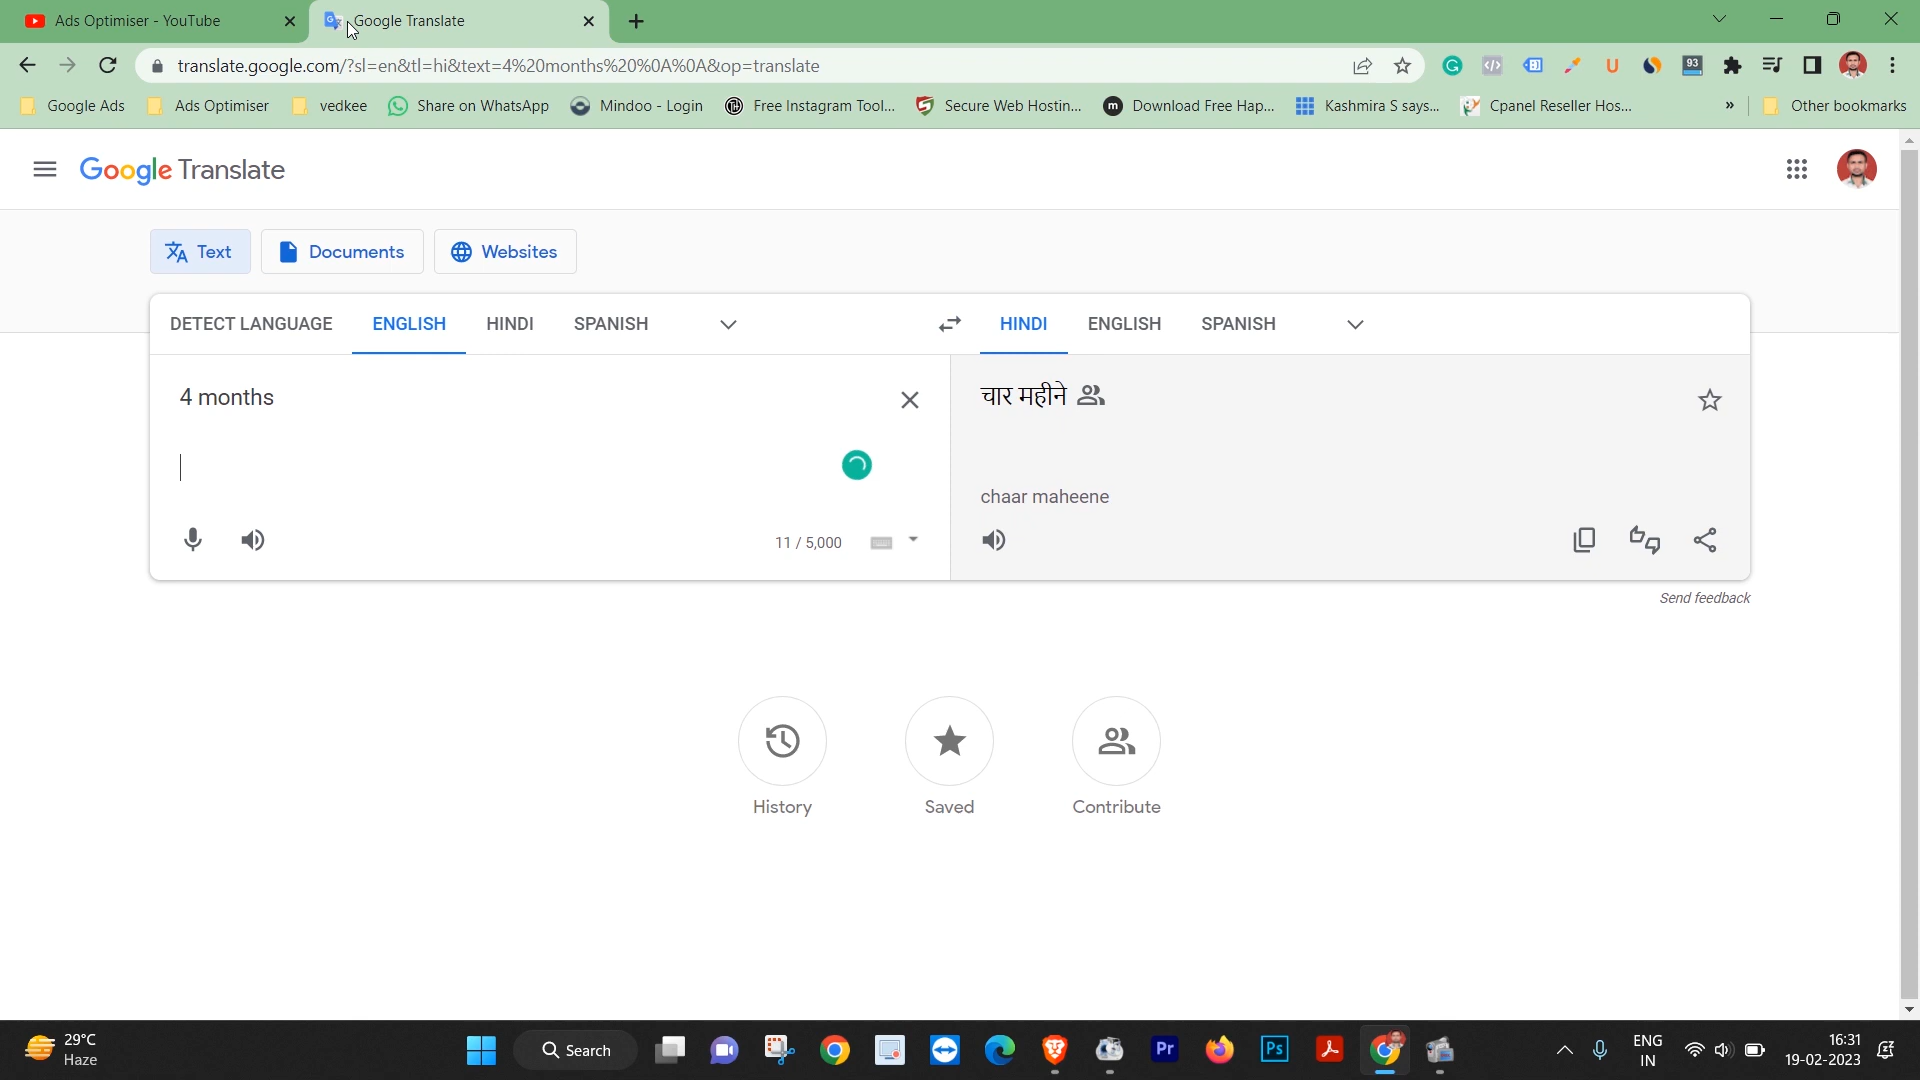 Ads Optimiser - YouTube
Google Translate
translate.google.com/?sl=en&tl=hi&text=4%20months%20%0A%0A&op=translate
93
Google Ads
Ads Optimiser
vedkee
Share on WhatsApp
Mindoo - Login
Free Instagram Tool...
Secure Web Hostin...
Download Free Hap...
Kashmira S says...
Cpanel Reseller Hos...
»
Other bookmarks
Google Translate
Text
Documents
Websites
DETECT LANGUAGE
ENGLISH
HINDI
SPANISH
HINDI
ENGLISH
SPANISH
4 months
चार महीने
chaar maheene
11 / 5,000
Send feedback
History
Saved
Contribute
29°C
Haze
Search
Pr
Ps
ENG
IN
16:31
19-02-2023